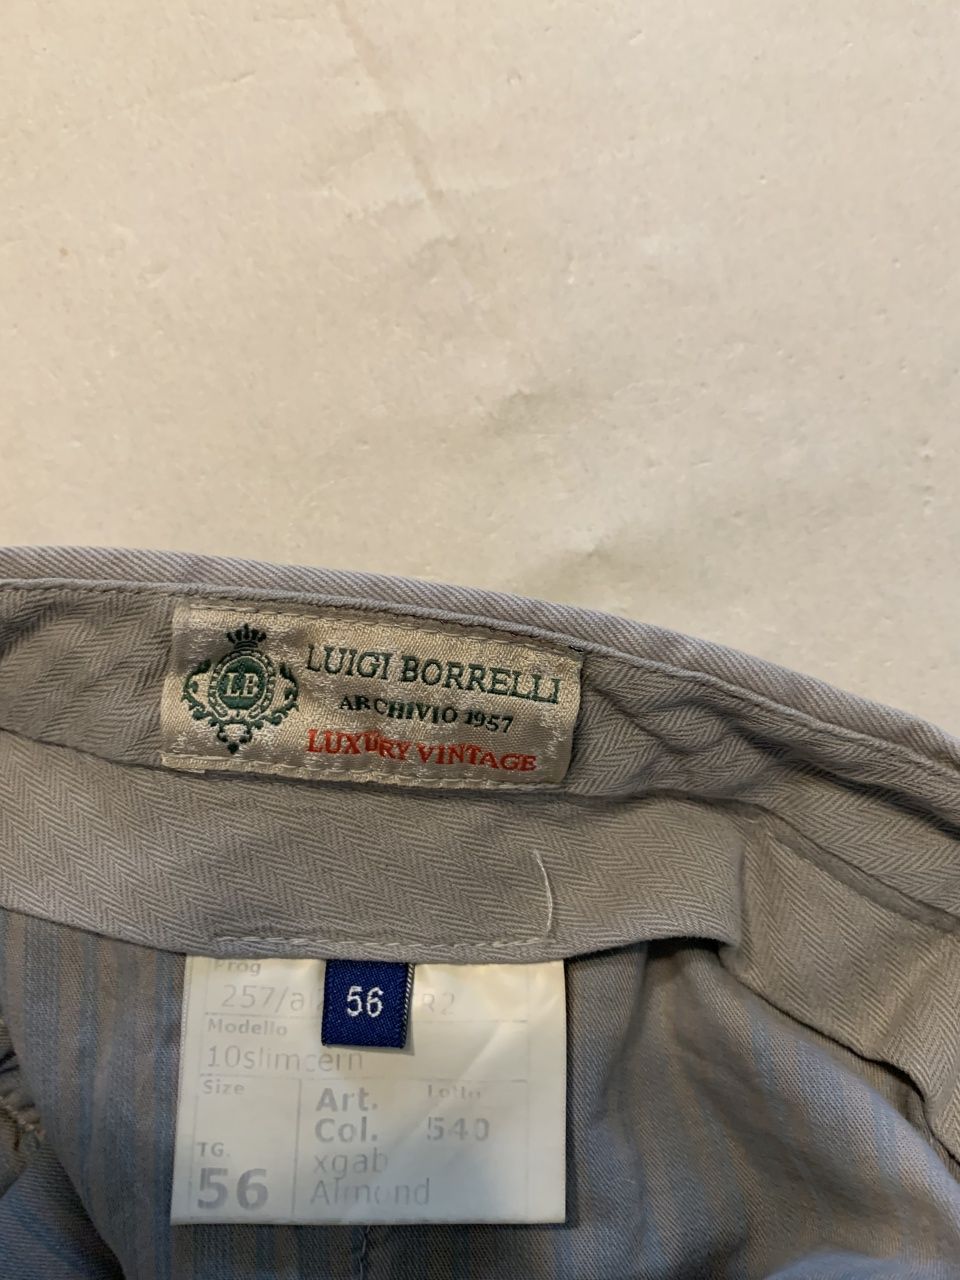 LB
LUIGI BORRELLI
ARCHIVIO 1957
LUXURY VINTAGE
56
Prog
257/a R2
Modello
10slimcern
Size
Art. Lotto
Col. 540
xgab
TG.
56
Almond